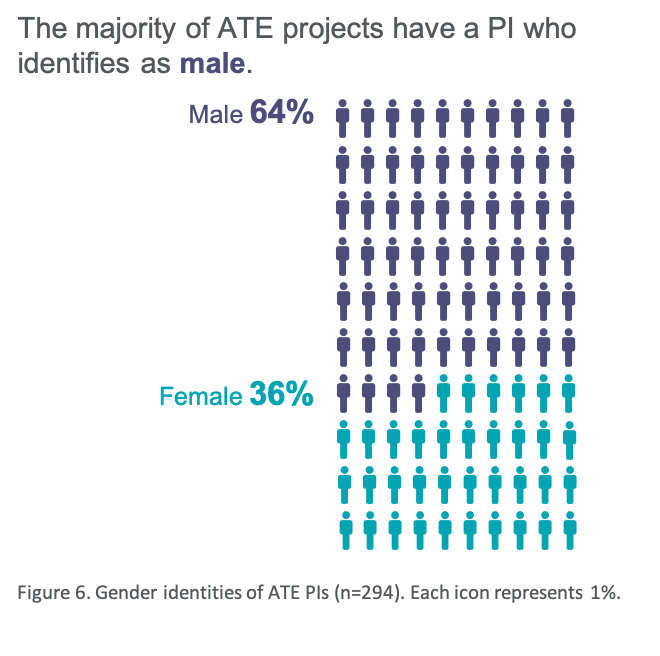 The majority of ATE projects have a PI who
identifies as male.
Male 64%
Female 36%
Figure 6. Gender identities of ATE PIs (n=294). Each icon represents 1%.